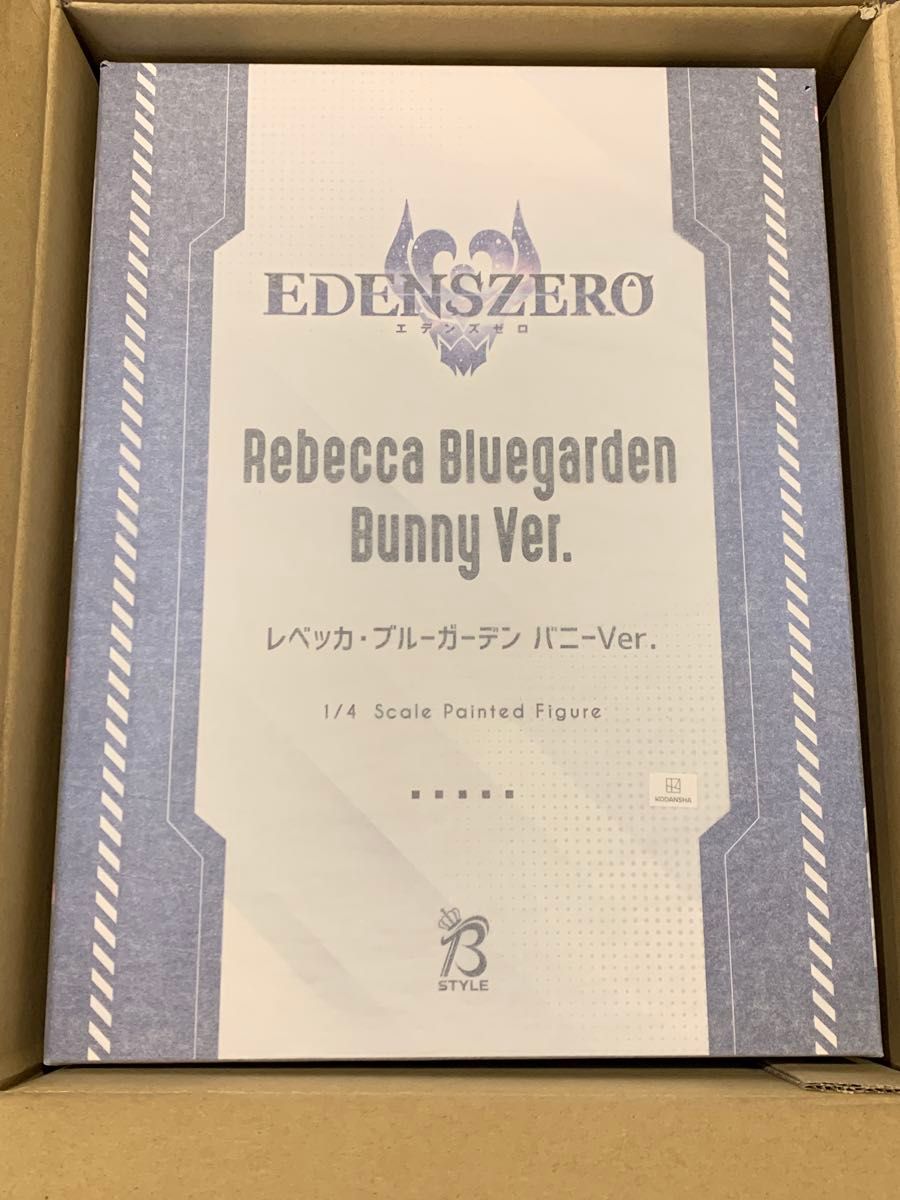 EDENSZERO
エデンズゼロ
Rebecca Bluegarden
Bunny Ver.
レベッカ・ブルーガーデン バニーVer.
1/4 Scale Painted Figure
KODANSHA
B
STYLE